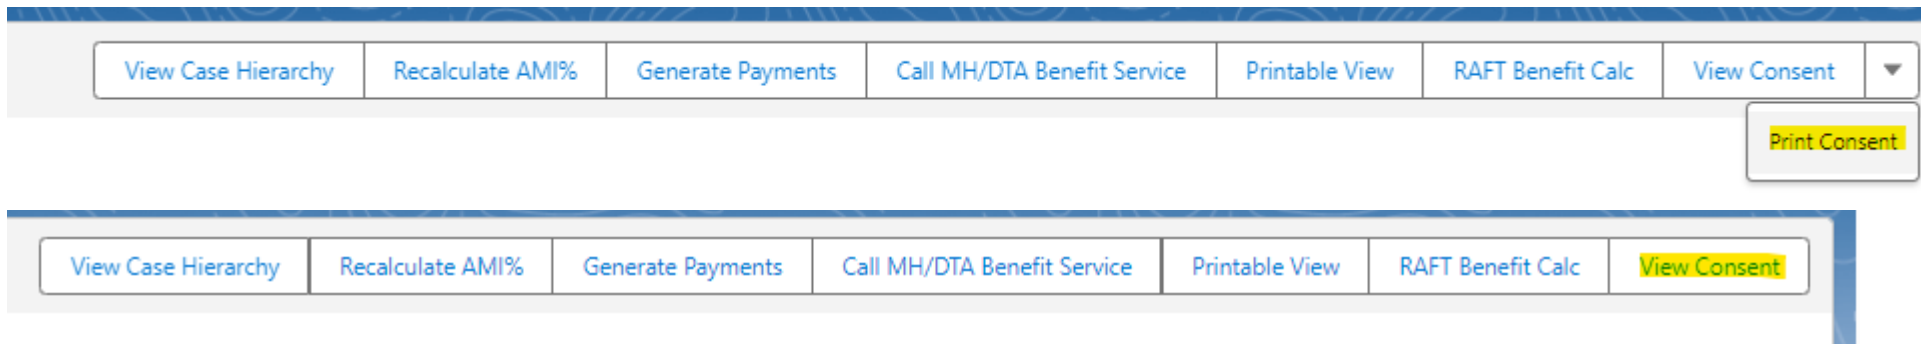 View Case Hierarchy Recalculate AMI% Generate Payments Call MH/DTA Benefit Service Printable View RAFT Benefit Calc View Consent
Print Consent
View Case Hierarchy Recalculate AMI% Generate Payments Call MH/DTA Benefit Service Printable View RAFT Benefit Calc View Consent